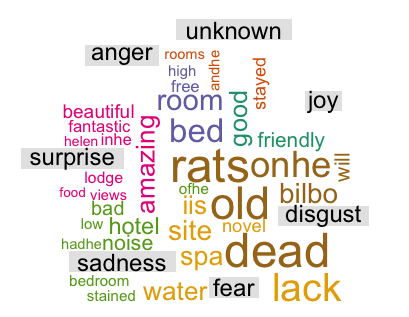 unknown
anger
rooms
high
andhe
stayed
free
joy
beautiful
room
good
fantastic
amazing
bed
friendly
helen
inhe
surprise
rats
onhe
will
lodge
food
views
ofhe
old
bilbo
bad
iis
disgust
low
hotel
site
novel
hadhe
noise
dead
sadness
spa
bedroom
fear
stained
water
lack